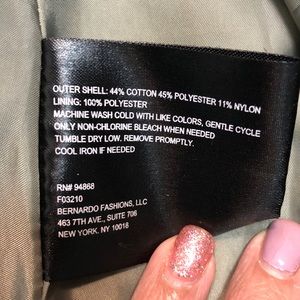 OUTER SHELL: 44% COTTON 45% POLYESTER 11% NYLON
LINING: 100% POLYESTER
MACHINE WASH COLD WITH LIKE COLORS, GENTLE CYCLE
ONLY NON-CHLORINE BLEACH WHEN NEEDED
TUMBLE DRY LOW. REMOVE PROMPTLY.
COOL IRON IF NEEDED
RN# 94868
F03210
BERNARDO FASHIONS, LLC
463 7TH AVE., SUITE 706
NEW YORK. NY 10018